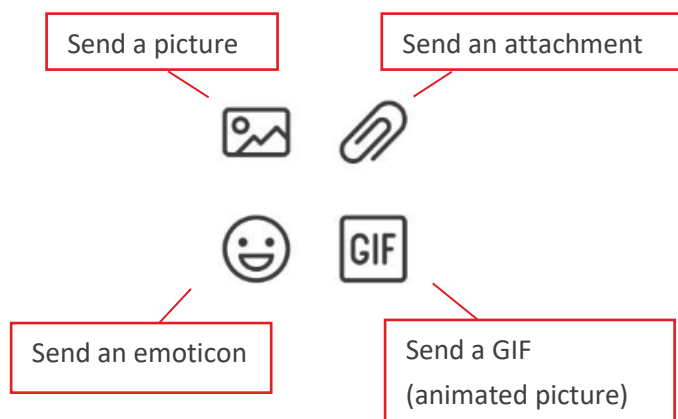 Send a picture
Send an attachment
GIF
Send an emoticon
Send a GIF
(animated picture)